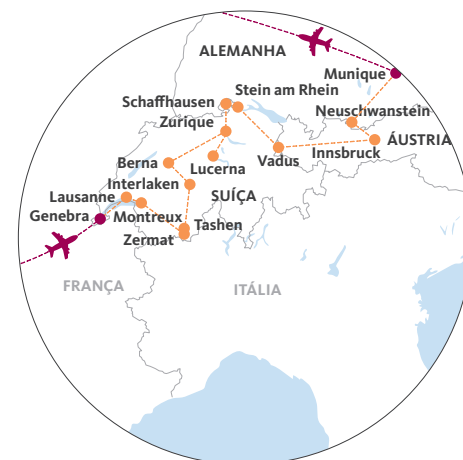 ALEMANHA
Munique
Stein am Rhein
Schaffhausen
Neuschwanstein
Zurique
ÁUSTRIA
Berna
Lucerna
Vadus
Innsbruck
Interlaken
Lausanne
SUÍÇA
Genebra
Montreux
Tashen
Zermat
FRANÇA
ITÁLIA